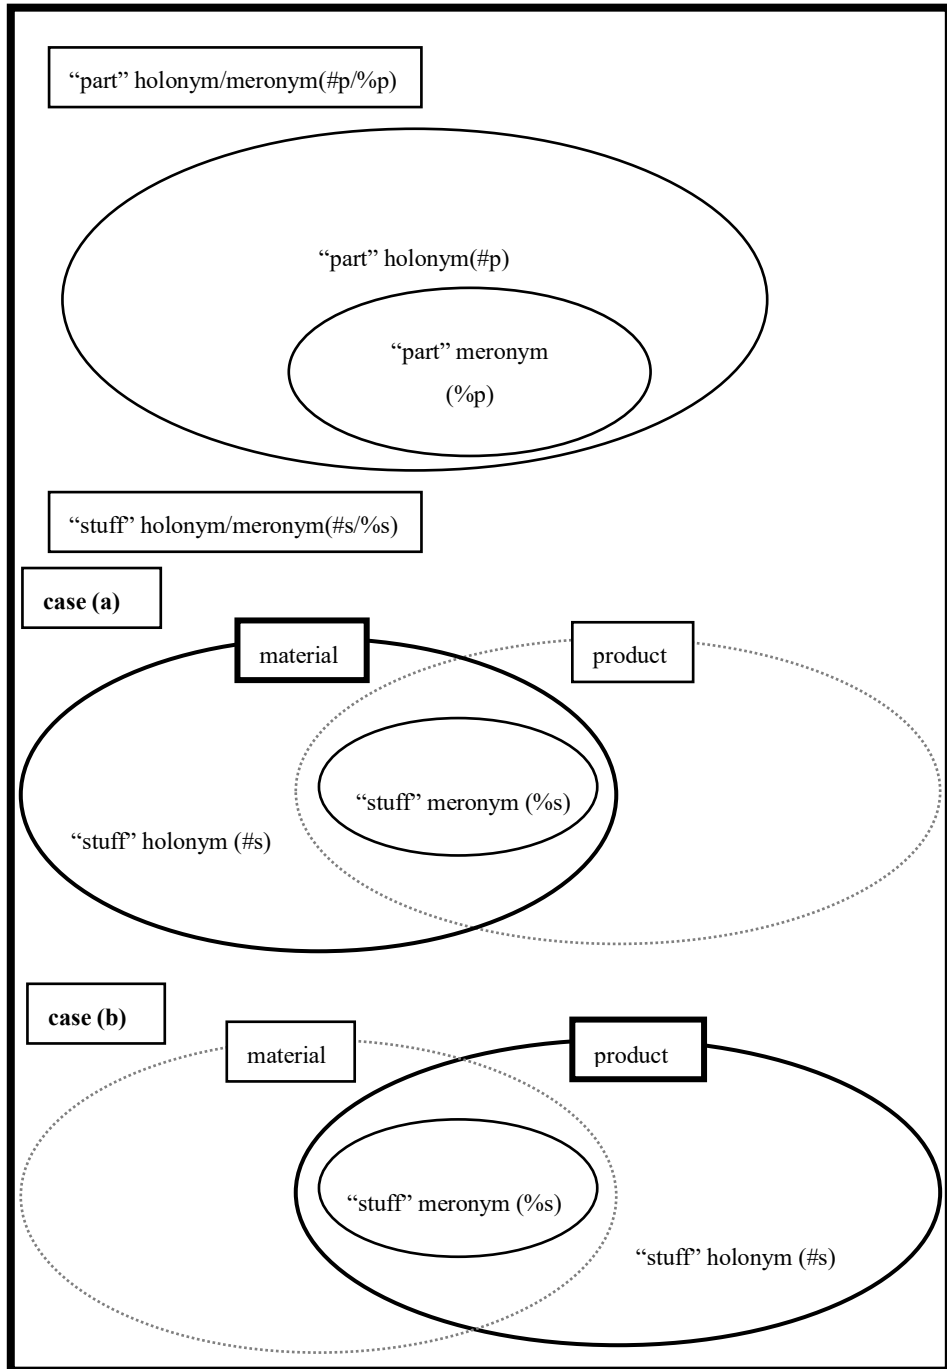 “part” holonym/meronym(#p/%p)
“part” holonym(#p)
“part” meronym
(%p)
“stuff” holonym/meronym(#s/%s)
case (a)
material
product
“stuff” meronym (%s)
“stuff” holonym (#s)
case (b)
material
product
“stuff” meronym (%s)
“stuff” holonym (#s)